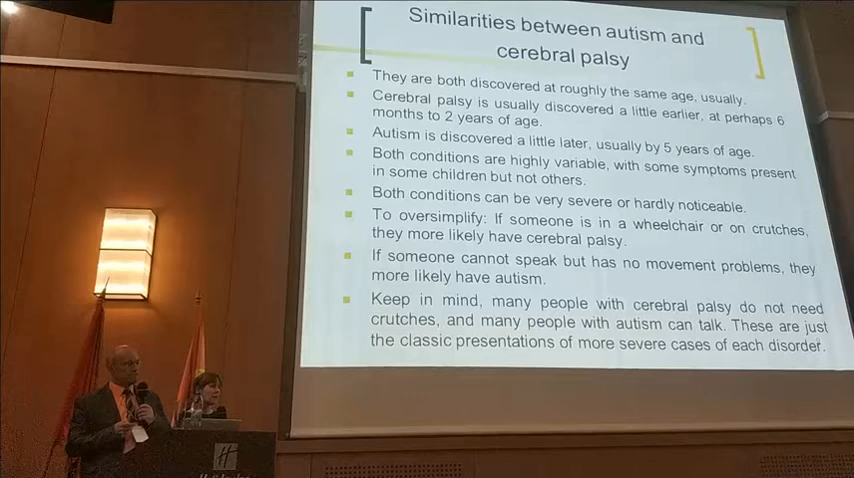 Similarities between autism and
cerebral palsy
They are both discovered at roughly the same age, usually.
Cerebral palsy is usually discovered a little earlier, at perhaps 6
months to 2 years of age.
Autism is discovered a little later, usually by 5 years of age.
Both conditions are highly variable, with some symptoms present
in some children but not others.
Both conditions can be very severe or hardly noticeable.
To oversimplify: If someone is in a wheelchair or on crutches,
they more likely have cerebral palsy.
If someone cannot speak but has no movement problems, they
more likely have autism.
Keep in mind, many people with cerebral palsy do not need
crutches, and many people with autism can talk. These are just
the classic presentations of more severe cases of each disorder.
H